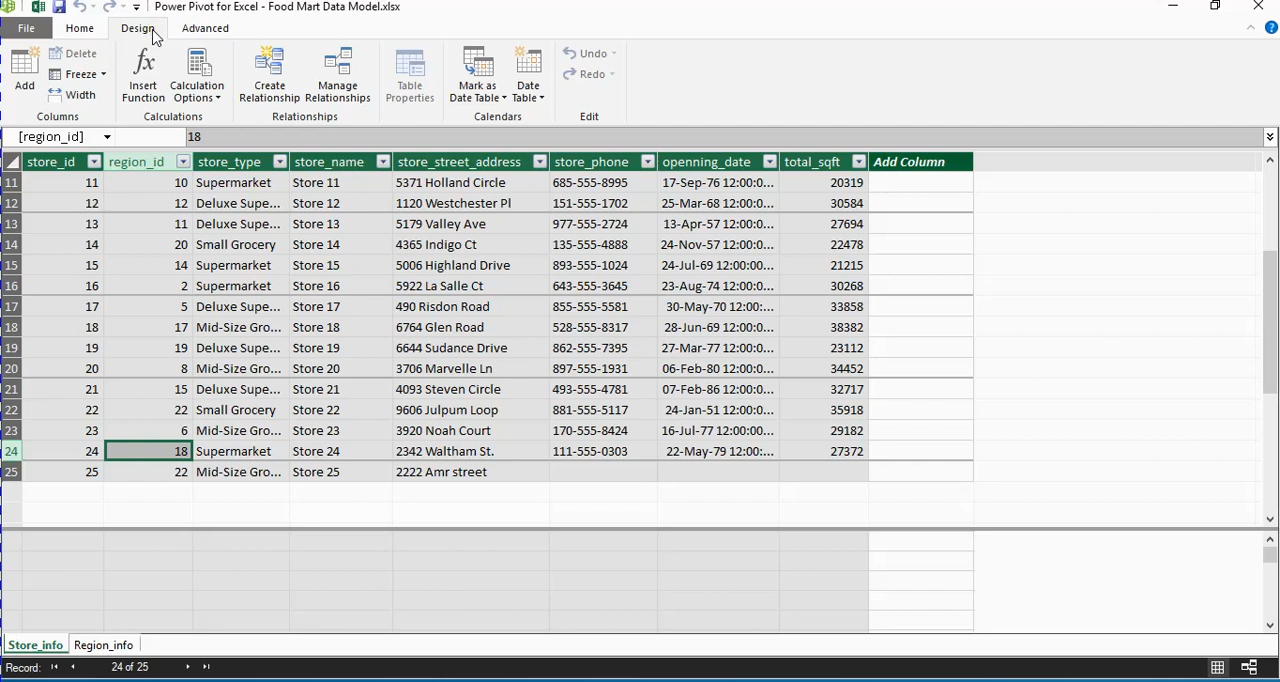 Power Pivot for Excel - Food Mart Data Model.xlsx
File Home Design Advanced
Add
Delete
Freeze
Width
Columns
Insert Function
Calculation Options
Calculations
Create Relationship
Manage Relationships
Relationships
Table Properties
Mark as Date Table
Date Table
Calendars
Undo
Redo
Edit
[region_id] 18
store_id region_id store_type store_name store_street_address store_phone openning_date total_sqft Add Column
11 11 10 Supermarket Store 11 5371 Holland Circle 685-555-8995 17-Sep-76 12:00:0... 20319
12 12 12 Deluxe Supe... Store 12 1120 Westchester Pl 151-555-1702 25-Mar-68 12:00:0... 30584
13 13 11 Deluxe Supe... Store 13 5179 Valley Ave 977-555-2724 13-Apr-57 12:00:0... 27694
14 14 20 Small Grocery Store 14 4365 Indigo Ct 135-555-4888 24-Nov-57 12:00:0... 22478
15 15 14 Supermarket Store 15 5006 Highland Drive 893-555-1024 24-Jul-69 12:00:00... 21215
16 16 2 Supermarket Store 16 5922 La Salle Ct 643-555-3645 23-Aug-74 12:00:0... 30268
17 17 5 Deluxe Supe... Store 17 490 Risdon Road 855-555-5581 30-May-70 12:00:... 33858
18 18 17 Mid-Size Gro... Store 18 6764 Glen Road 528-555-8317 28-Jun-69 12:00:0... 38382
19 19 19 Deluxe Supe... Store 19 6644 Sudance Drive 862-555-7395 27-Mar-77 12:00:0... 23112
20 20 8 Mid-Size Gro... Store 20 3706 Marvelle Ln 897-555-1931 06-Feb-80 12:00:0... 34452
21 21 15 Deluxe Supe... Store 21 4093 Steven Circle 493-555-4781 07-Feb-86 12:00:0... 32717
22 22 22 Small Grocery Store 22 9606 Julpum Loop 881-555-5117 24-Jan-51 12:00:0... 35918
23 23 6 Mid-Size Gro... Store 23 3920 Noah Court 170-555-8424 16-Jul-77 12:00:0... 29182
24 24 18 Supermarket Store 24 2342 Waltham St. 111-555-0303 22-May-79 12:00:... 27372
25 25 22 Mid-Size Gro... Store 25 2222 Amr street
Store_info Region_info
Record: 24 of 25